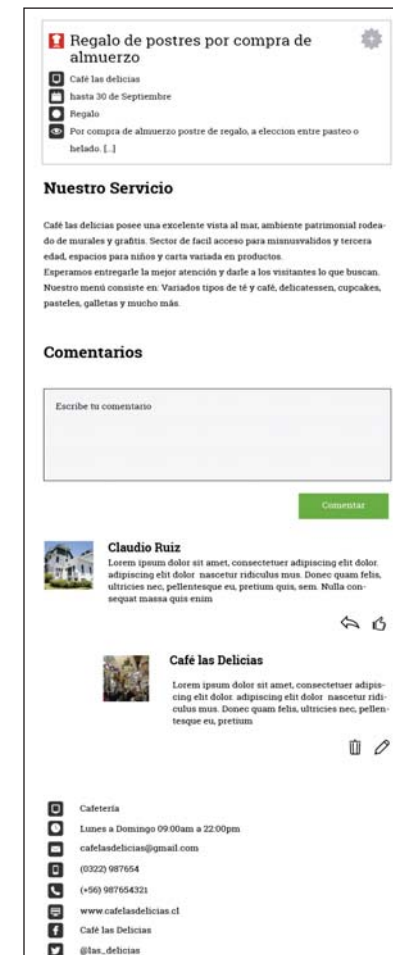 Regalo de postres por compra de
almuerzo
Café las delicias
hasta 30 de Septiembre
Regalo
Por compra de almuerzo postre de regalo, a eleccion entre pasteo o
helado. [...]
Nuestro Servicio
Café las delicias posee una excelente vista al mar, ambiente patrimonial rodea-
do de murales y grafitis. Sector de facil acceso para misnusvalidos y tercera
edad, espacios para niños y carta variada en productos.
Esperamos entregarle la mejor atención y darle a los visitantes lo que buscan.
Nuestro menú consiste en: Variados tipos de té y café, delicatessen, cupcakes,
pasteles, galletas y mucho más.
Comentarios
Escribe tu comentario
Comentar
Claudio Ruiz
Lorem ipsum dolor sit amet, consectetuer adipiscing elit dolor.
adipiscing elit dolor nascetur ridiculus mus. Donec quam felis,
ultricies nec, pellentesque eu, pretium quis, sem. Nulla con-
sequat massa quis enim
Café las Delicias
Lorem ipsum dolor sit amet, consectetuer adipis-
cing elit dolor. adipiscing elit dolor nascetur ridi-
culus mus. Donec quam felis, ultricies nec, pellen-
tesque eu, pretium
Cafetería
Lunes a Domingo 09:00am a 22:00pm
cafelasdelicias@gmail.com
(0322) 987654
(+56) 987654321
www.cafelasdelicias.cl
Café las Delicias
@las_delicias